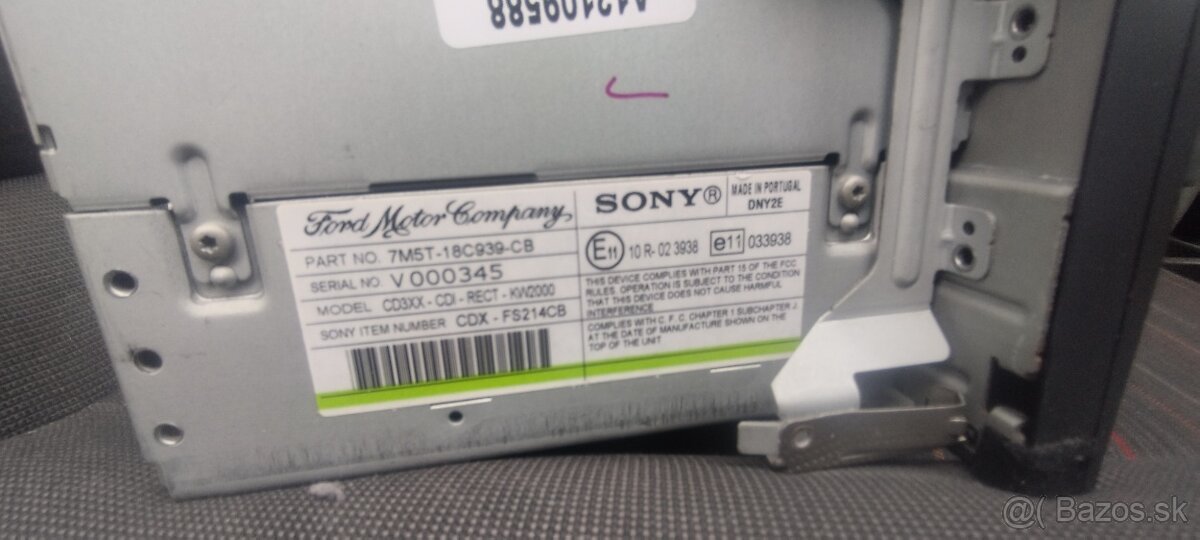 A12109588
Ford Motor Company
PART NO. 7M5T-18C939-CB
SERIAL NO. V000345
MODEL CD3XX - CDI - RECT - KW2000
SONY ITEM NUMBER CDX - FS214CB
SONY®
MADE IN PORTUGAL
DNY2E
E11 10 R- 02 3938 e11 033938
THIS DEVICE COMPLIES WITH PART 15 OF THE FCC
RULES. OPERATION IS SUBJECT TO THE CONDITION
THAT THIS DEVICE DOES NOT CAUSE HARMFUL
INTERFERENCE
COMPLIES WITH C. F. C. CHAPTER 1 SUBCHAPTER J.
AT THE DATE OF MANUFACTURE SHOWN ON THE
TOP OF THE UNIT
@( Bazos.sk